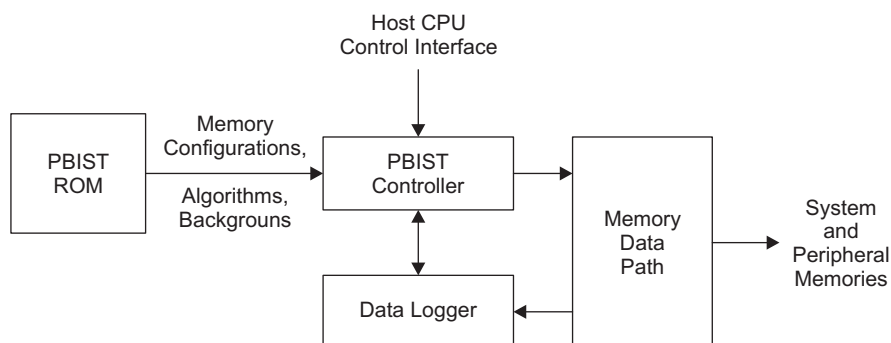 Host CPU
Control Interface
PBIST
ROM
Memory
Configurations,
Algorithms,
Backgrouns
PBIST
Controller
Memory
Data
Path
System
and
Peripheral
Memories
Data Logger